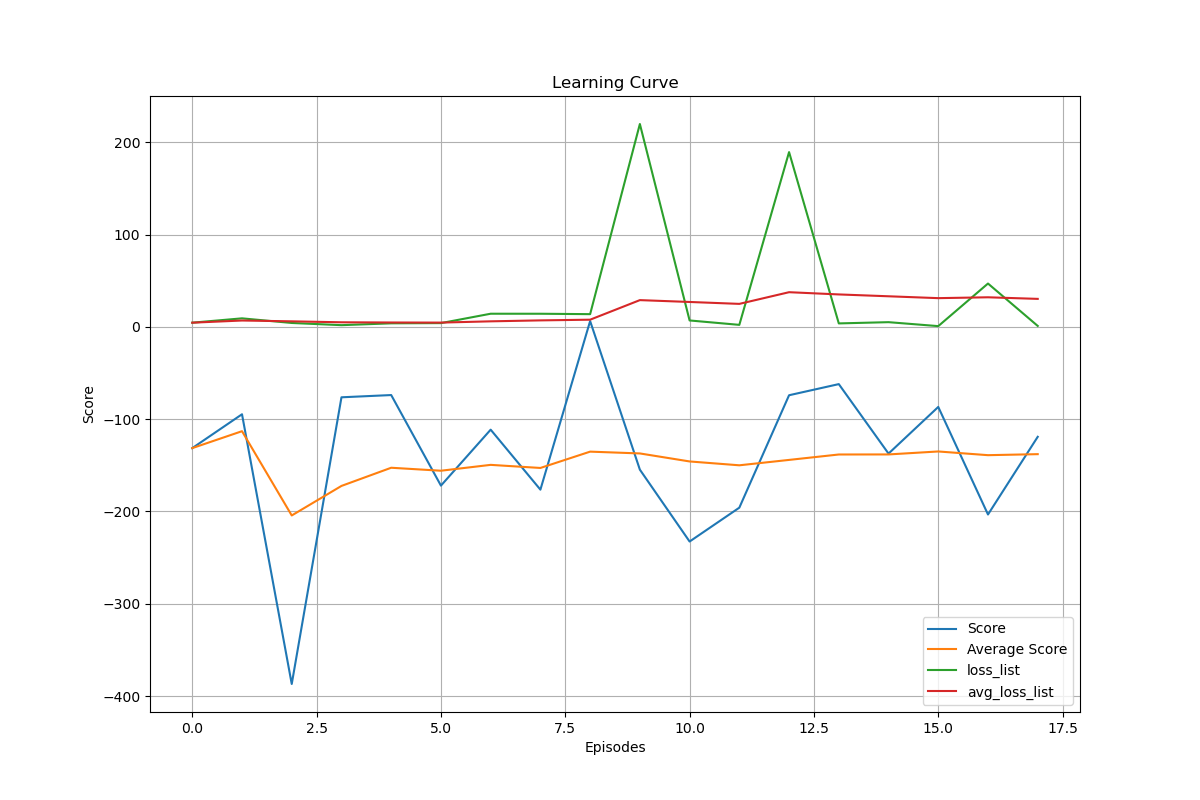 Learning Curve
200
100
0
−100
−200
−300
−400
Score
0.0 2.5 5.0 7.5 10.0 12.5 15.0 17.5
Episodes
Score
Average Score
loss_list
avg_loss_list